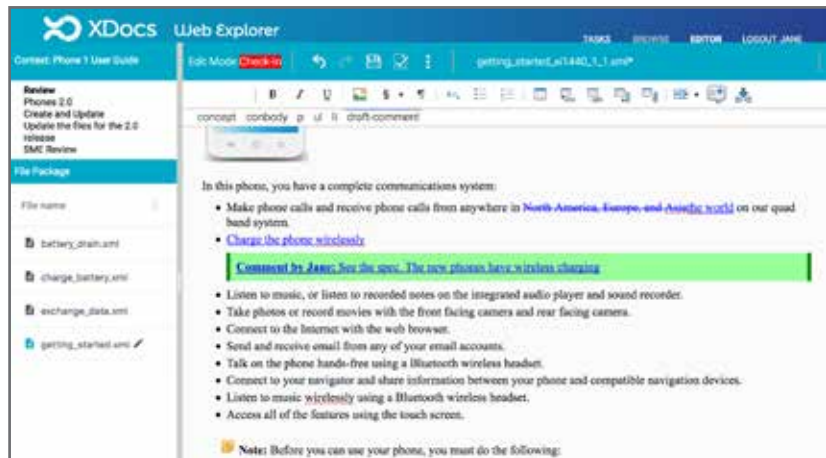 XDocs Web Explorer
TASKS BROWSE EDITOR LOGOUT JANE
Context: Phone 1 User Guide
Edit Mode Check-In
getting_started_xi1440_1_1.xml*
Review
Phones 2.0
Create and Update
Update the files for the 2.0
release
SME Review
B I U
concept conbody p ul li draft-comment
File Package
File name
battery_drain.xml
charge_battery.xml
exchange_data.xml
getting_started.xml
In this phone, you have a complete communications system:
• Make phone calls and receive phone calls from anywhere in North America, Europe, and Asiathe world on our quad
band system.
• Charge the phone wirelessly
Comment by Jane: See the spec. The new phones have wireless charging
• Listen to music, or listen to recorded notes on the integrated audio player and sound recorder.
• Take photos or record movies with the front facing camera and rear facing camera.
• Connect to the Internet with the web browser.
• Send and receive email from any of your email accounts.
• Talk on the phone hands-free using a Bluetooth wireless headset.
• Connect to your navigator and share information between your phone and compatible navigation devices.
• Listen to music wirelessly using a Bluetooth wireless headset.
• Access all of the features using the touch screen.
Note: Before you can use your phone, you must do the following: